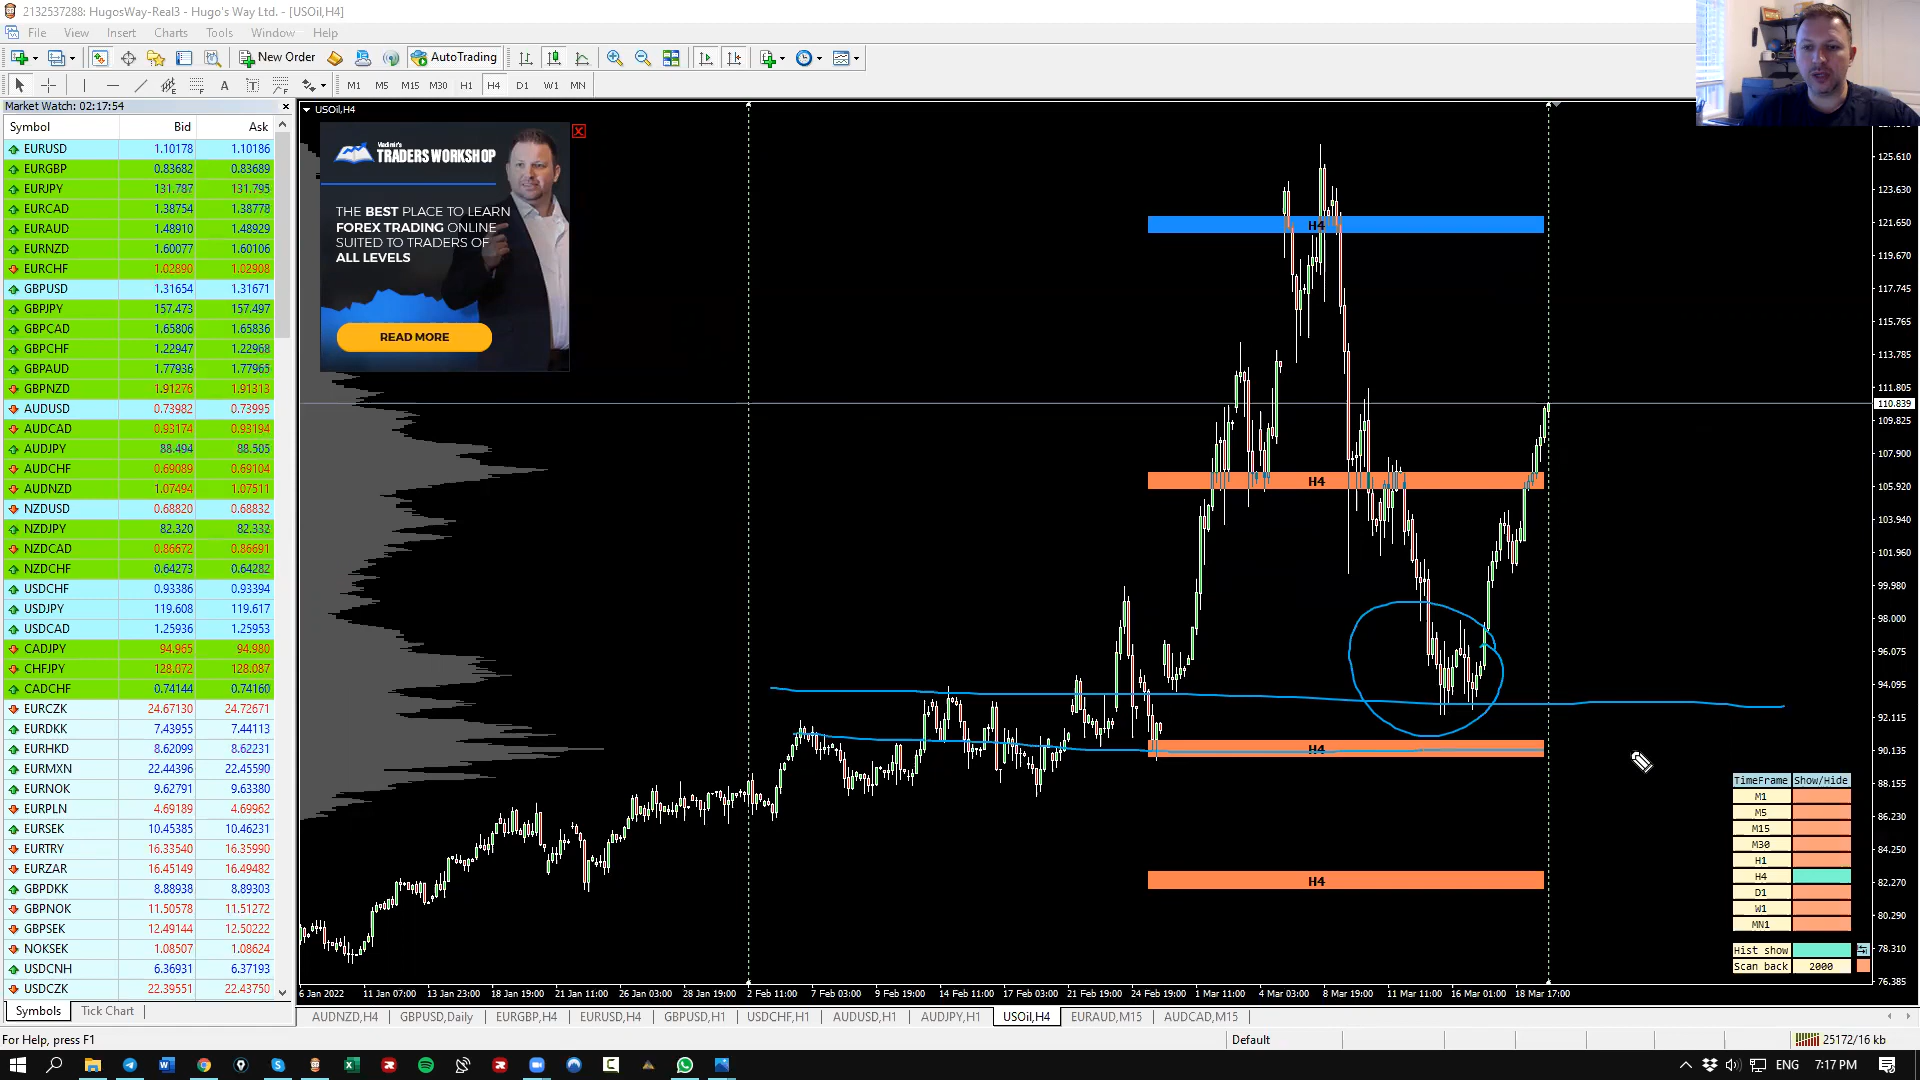 2132537288: HugosWay-Real3 - Hugo's Way Ltd. - [USOil,H4]
File View Insert Charts Tools Window Help
New Order AutoTrading
A T M1 M5 M15 M30 H1 H4 D1 W1 MN
Market Watch: 02:17:54
Symbol Bid Ask
EURUSD 1.10178 1.10186
EURGBP 0.83682 0.83689
EURJPY 131.787 131.795
EURCAD 1.38754 1.38778
EURAUD 1.48910 1.48929
EURNZD 1.60077 1.60106
EURCHF 1.02890 1.02908
GBPUSD 1.31654 1.31671
GBPJPY 157.473 157.497
GBPCAD 1.65806 1.65836
GBPCHF 1.22947 1.22968
GBPAUD 1.77936 1.77965
GBPNZD 1.91276 1.91313
AUDUSD 0.73982 0.73995
AUDCAD 0.93174 0.93194
AUDJPY 88.494 88.505
AUDCHF 0.69089 0.69104
AUDNZD 1.07494 1.07511
NZDUSD 0.68820 0.68832
NZDJPY 82.320 82.332
NZDCAD 0.86672 0.86691
NZDCHF 0.64273 0.64282
USDCHF 0.93386 0.93394
USDJPY 119.608 119.617
USDCAD 1.25936 1.25953
CADJPY 94.965 94.980
CHFJPY 128.072 128.087
CADCHF 0.74144 0.74160
EURCZK 24.67130 24.72671
EURDKK 7.43955 7.44113
EURHKD 8.62099 8.62231
EURMXN 22.44396 22.45590
EURNOK 9.62791 9.63380
EURPLN 4.69189 4.69962
EURSEK 10.45385 10.46231
EURTRY 16.33540 16.35990
EURZAR 16.45149 16.49482
GBPDKK 8.88938 8.89303
GBPNOK 11.50578 11.51272
GBPSEK 12.49144 12.50222
NOKSEK 1.08507 1.08624
USDCNH 6.36931 6.37193
USDCZK 22.39551 22.43750
Symbols Tick Chart
USOil,H4
Vladimir's
TRADERS WORKSHOP
THE BEST PLACE TO LEARN
FOREX TRADING ONLINE
SUITED TO TRADERS OF
ALL LEVELS
READ MORE
H4
H4
H4
H4
125.610
123.630
121.650
119.670
117.745
115.765
113.785
111.805
110.839
109.825
107.900
105.920
103.940
101.960
99.980
98.000
96.075
94.095
92.115
90.135
88.155
86.230
84.250
82.270
80.290
78.310
76.385
TimeFrame Show/Hide
M1
M5
M15
M30
H1
H4
D1
W1
MN1
Hist show
Scan back 2000
6 Jan 2022 11 Jan 07:00 13 Jan 23:00 18 Jan 19:00 21 Jan 11:00 26 Jan 03:00 28 Jan 19:00 2 Feb 11:00 7 Feb 03:00 9 Feb 19:00 14 Feb 11:00 17 Feb 03:00 21 Feb 19:00 24 Feb 19:00 1 Mar 11:00 4 Mar 03:00 8 Mar 19:00 11 Mar 11:00 16 Mar 01:00 18 Mar 17:00
AUDNZD,H4 GBPUSD,Daily EURGBP,H4 EURUSD,H4 GBPUSD,H1 USDCHF,H1 AUDUSD,H1 AUDJPY,H1 USOil,H4 EURAUD,M15 AUDCAD,M15
For Help, press F1 Default 25172/16 kb
ENG 7:17 PM